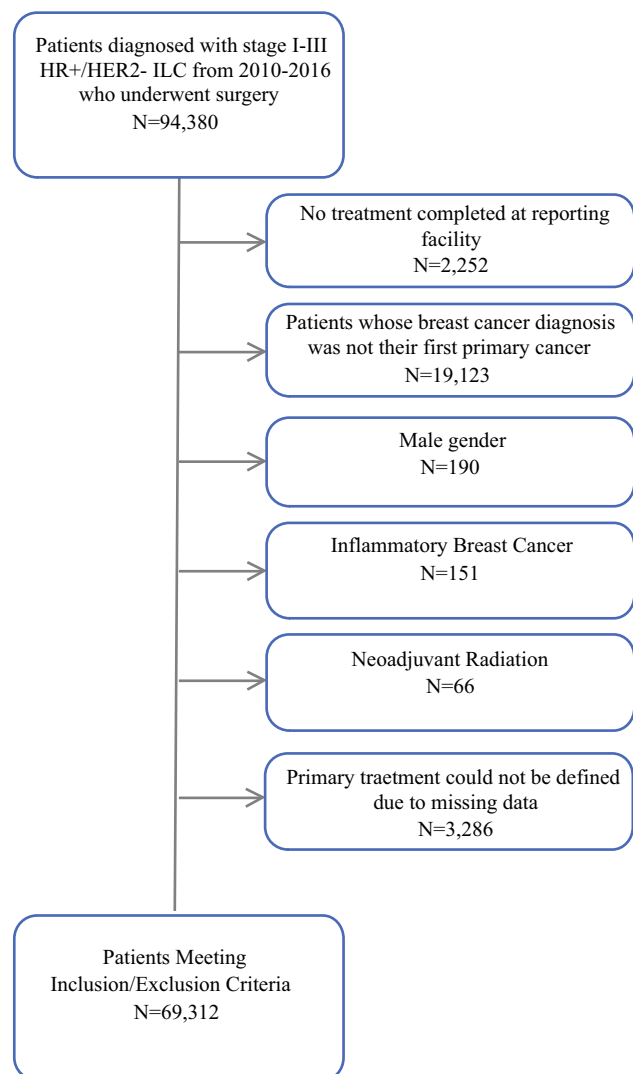 Patients diagnosed with stage I-III
HR+/HER2- ILC from 2010-2016
who underwent surgery
N=94,380
No treatment completed at reporting
facility
N=2,252
Patients whose breast cancer diagnosis
was not their first primary cancer
N=19,123
Male gender
N=190
Inflammatory Breast Cancer
N=151
Neoadjuvant Radiation
N=66
Primary traetment could not be defined
due to missing data
N=3,286
Patients Meeting
Inclusion/Exclusion Criteria
N=69,312